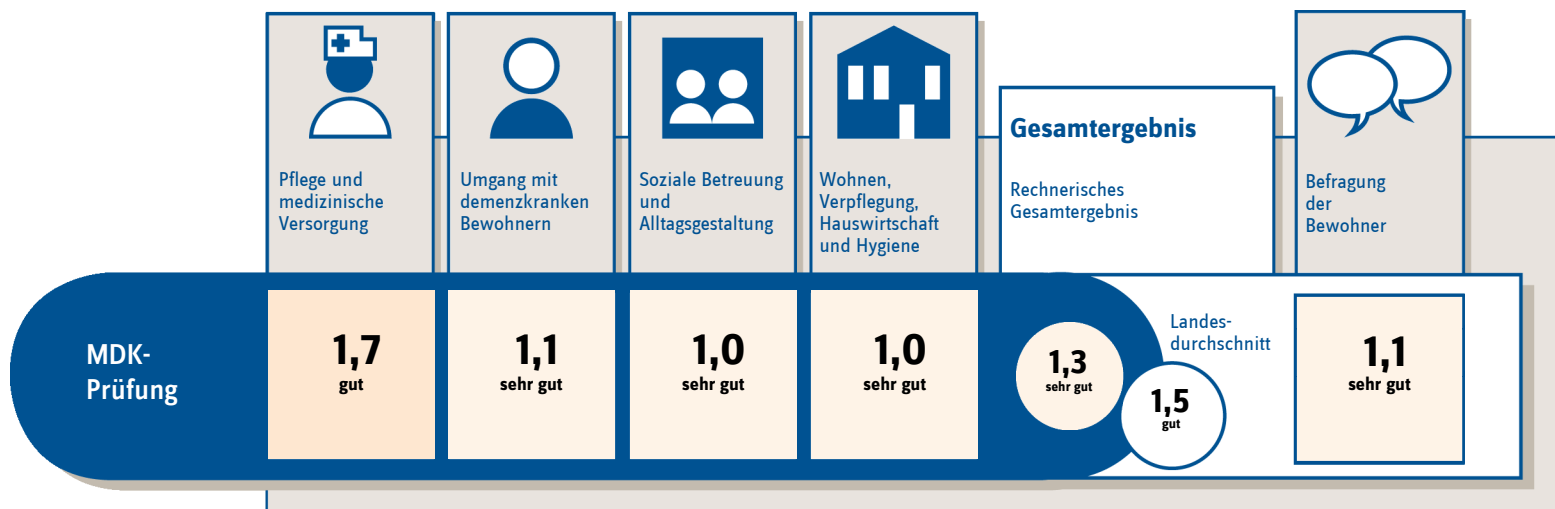 Pflege und
medizinische
Versorgung
Umgang mit
demenzkranken
Bewohnern
Soziale Betreuung
und
Alltagsgestaltung
Wohnen,
Verpflegung,
Hauswirtschaft
und Hygiene
Gesamtergebnis
Rechnerisches
Gesamtergebnis
Befragung
der
Bewohner
MDK-
Prüfung
1,7
gut
1,1
sehr gut
1,0
sehr gut
1,0
sehr gut
1,3
sehr gut
Landes-
durchschnitt
1,5
gut
1,1
sehr gut